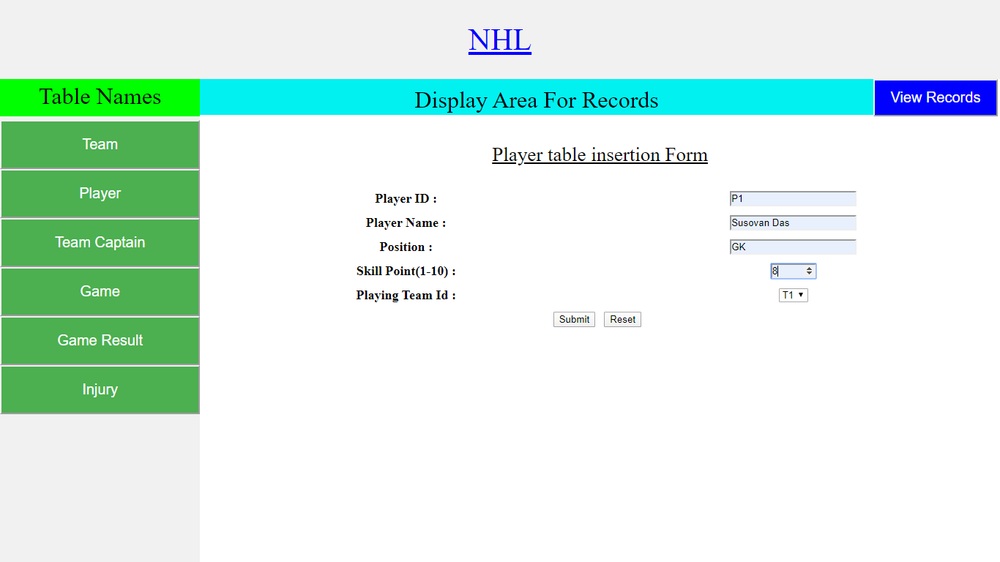 NHL
Table Names
Display Area For Records
View Records
Team
Player
Team Captain
Game
Game Result
Injury
Player table insertion Form
Player ID : P1
Player Name : Susovan Das
Position : GK
Skill Point(1-10) : 8
Playing Team Id : T1
Submit Reset